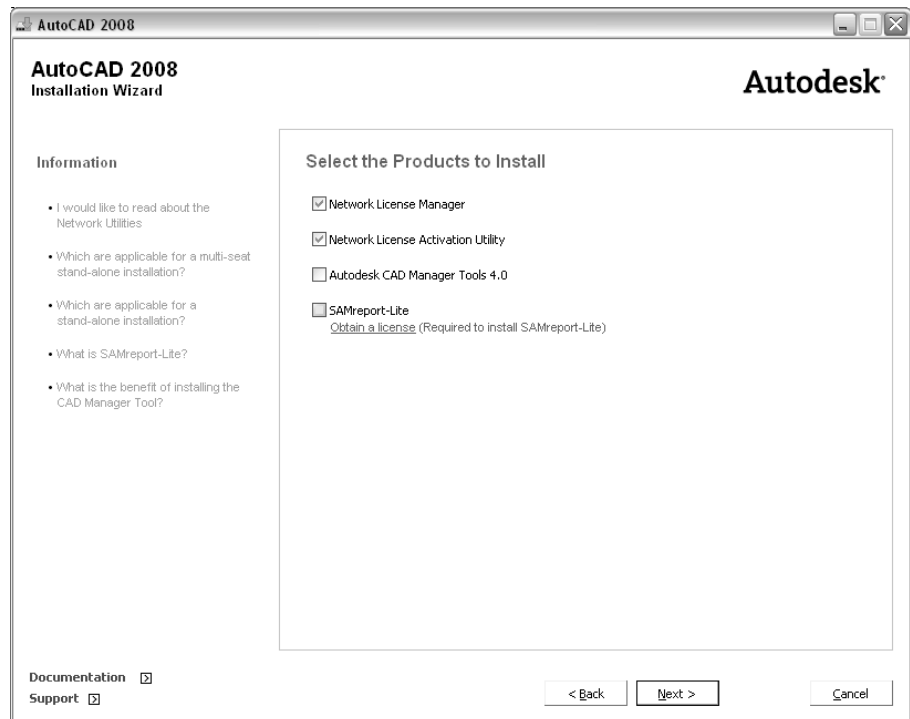 AutoCAD 2008
AutoCAD 2008
Installation Wizard
Autodesk
Information
• I would like to read about the
Network Utilities
• Which are applicable for a multi-seat
stand-alone installation?
• Which are applicable for a
stand-alone installation?
• What is SAMreport-Lite?
• What is the benefit of installing the
CAD Manager Tool?
Select the Products to Install
Network License Manager
Network License Activation Utility
Autodesk CAD Manager Tools 4.0
SAMreport-Lite
Obtain a license (Required to install SAMreport-Lite)
Documentation
Support
< Back
Next >
Cancel